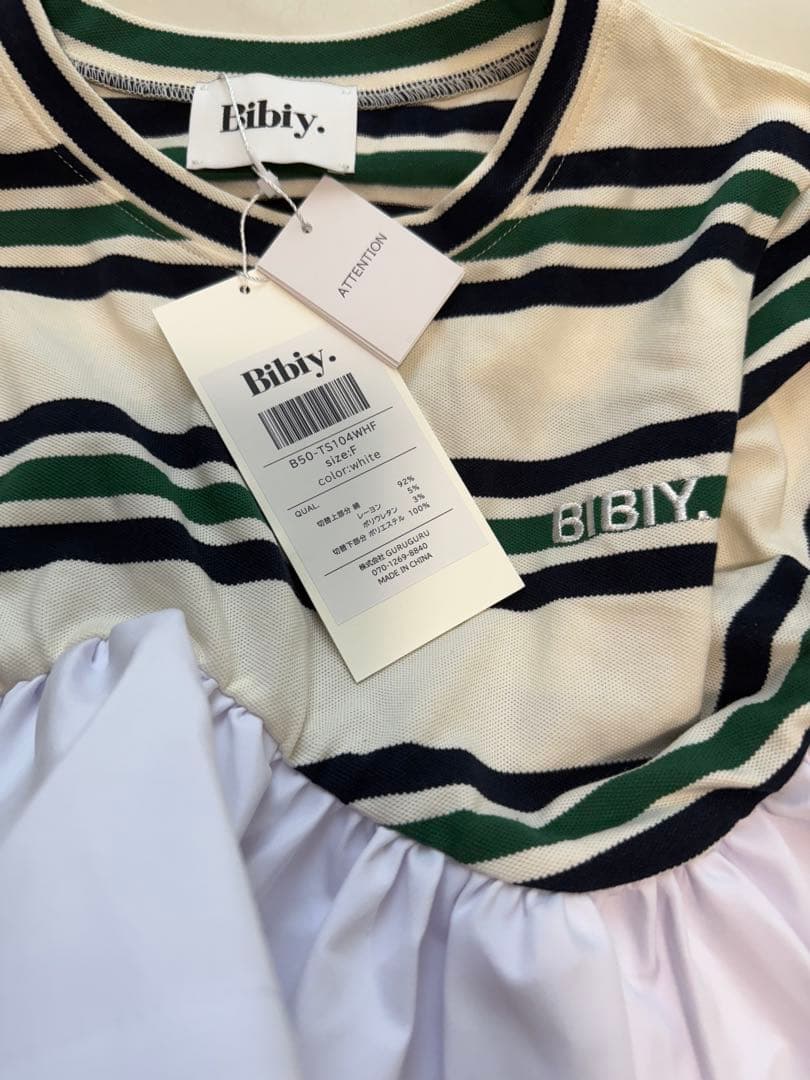 Bibiy.
ATTENTION
Bibiy.
B50-TS104WHF
size:F
color:white
QUAL.
切替上部分 綿 92%
レーヨン 5%
ポリウレタン 3%
切替下部分 ポリエステル 100%
株式会社 GURUGURU
070-1269-8840
MADE IN CHINA
BIBIY.